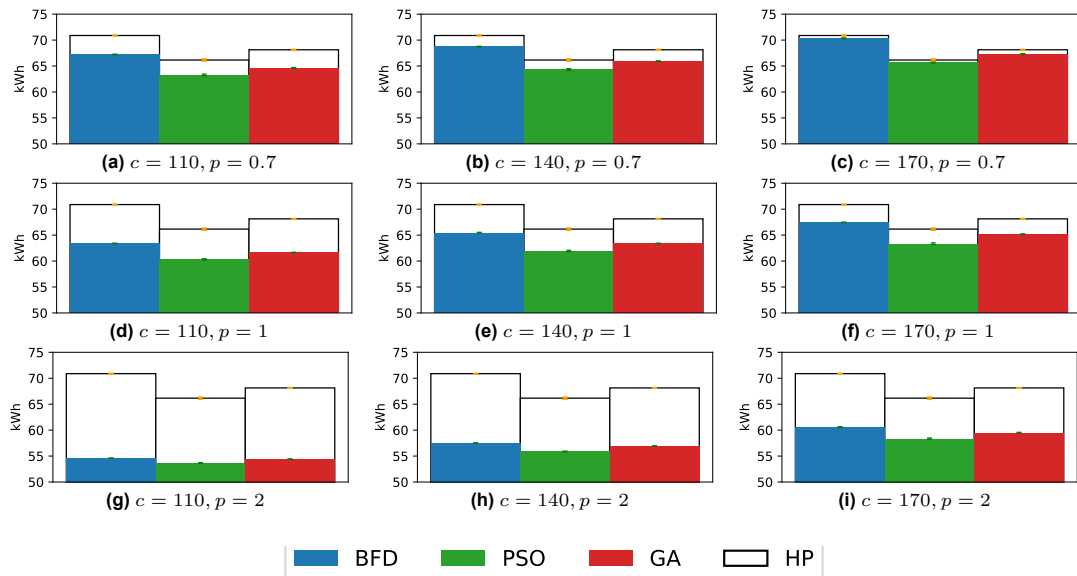 75
70
65
60
55
50
kWh
(a) c = 110, p = 0.7
75
70
65
60
55
50
kWh
(b) c = 140, p = 0.7
75
70
65
60
55
50
kWh
(c) c = 170, p = 0.7
75
70
65
60
55
50
kWh
(d) c = 110, p = 1
75
70
65
60
55
50
kWh
(e) c = 140, p = 1
75
70
65
60
55
50
kWh
(f) c = 170, p = 1
75
70
65
60
55
50
kWh
(g) c = 110, p = 2
75
70
65
60
55
50
kWh
(h) c = 140, p = 2
75
70
65
60
55
50
kWh
(i) c = 170, p = 2
BFD PSO GA HP